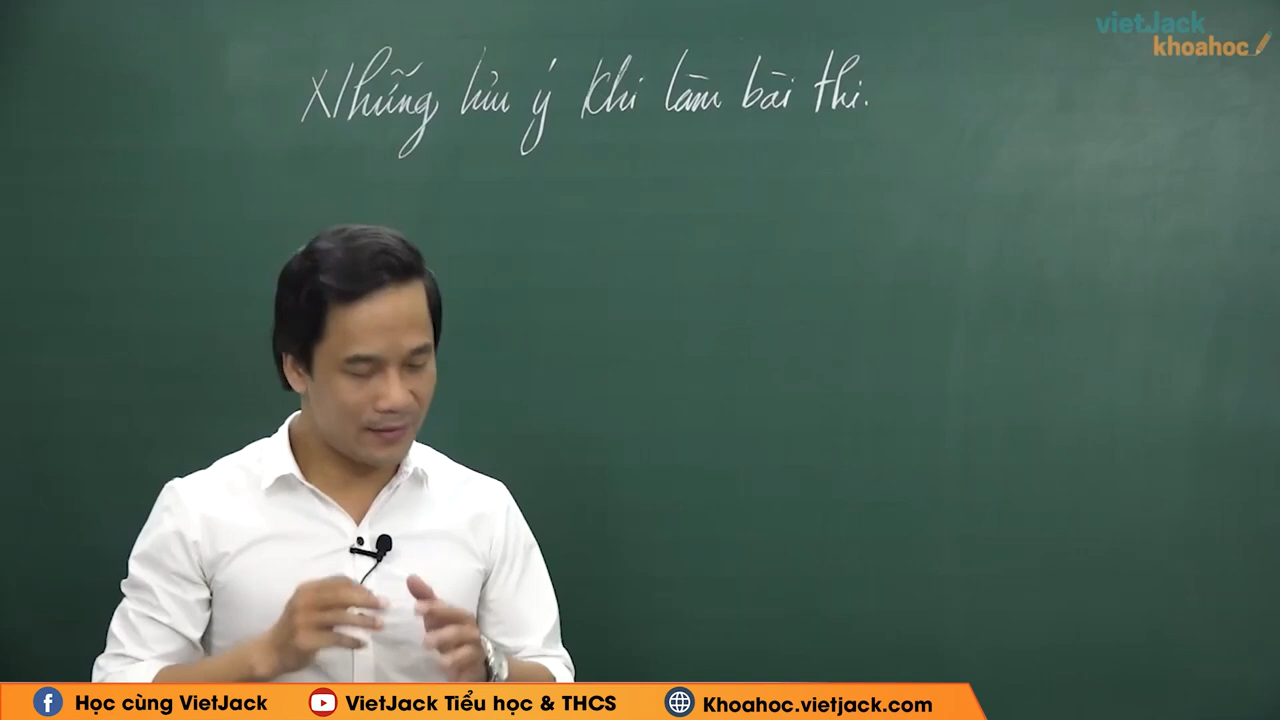 vietJack
khoahoc
Những lưu ý khi làm bài thi.
Học cùng VietJack
VietJack Tiểu học & THCS
Khoahoc.vietjack.com